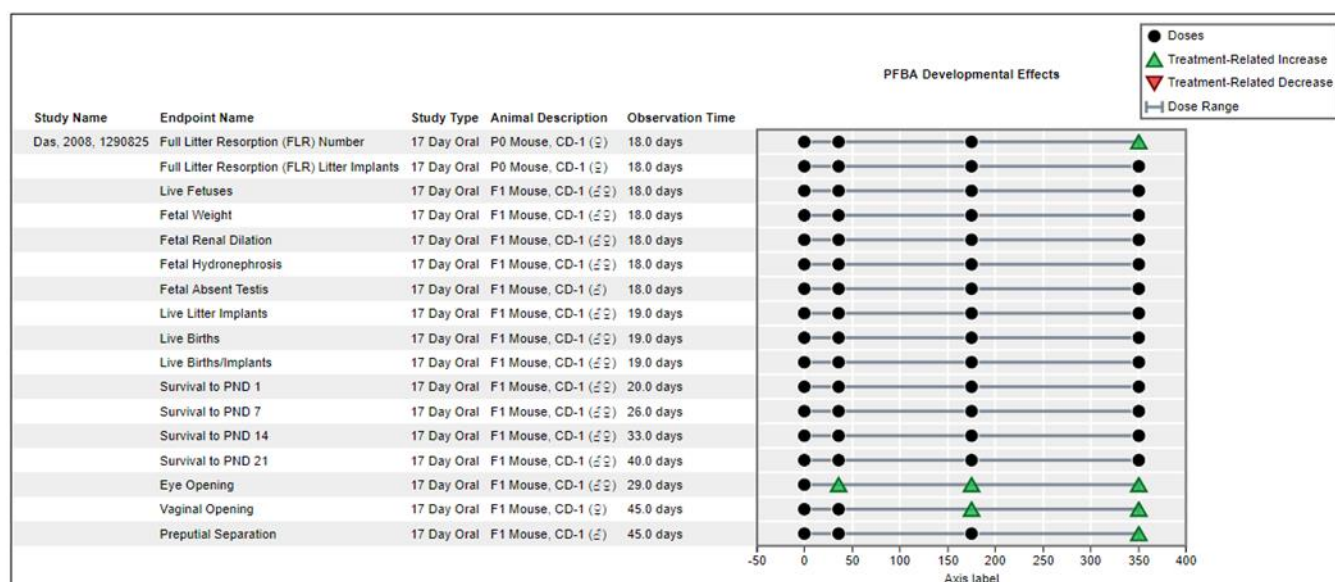 Doses
Treatment-Related Increase
Treatment-Related Decrease
Dose Range
PFBA Developmental Effects
Study Name Endpoint Name Study Type Animal Description Observation Time
Das, 2008, 1290825 Full Litter Resorption (FLR) Number 17 Day Oral P0 Mouse, CD-1 (♀) 18.0 days
Full Litter Resorption (FLR) Litter Implants 17 Day Oral P0 Mouse, CD-1 (♀) 18.0 days
Live Fetuses 17 Day Oral F1 Mouse, CD-1 (♂♀) 18.0 days
Fetal Weight 17 Day Oral F1 Mouse, CD-1 (♂♀) 18.0 days
Fetal Renal Dilation 17 Day Oral F1 Mouse, CD-1 (♂♀) 18.0 days
Fetal Hydronephrosis 17 Day Oral F1 Mouse, CD-1 (♂♀) 18.0 days
Fetal Absent Testis 17 Day Oral F1 Mouse, CD-1 (♂) 18.0 days
Live Litter Implants 17 Day Oral F1 Mouse, CD-1 (♂♀) 19.0 days
Live Births 17 Day Oral F1 Mouse, CD-1 (♂♀) 19.0 days
Live Births/Implants 17 Day Oral F1 Mouse, CD-1 (♂♀) 19.0 days
Survival to PND 1 17 Day Oral F1 Mouse, CD-1 (♂♀) 20.0 days
Survival to PND 7 17 Day Oral F1 Mouse, CD-1 (♂♀) 26.0 days
Survival to PND 14 17 Day Oral F1 Mouse, CD-1 (♂♀) 33.0 days
Survival to PND 21 17 Day Oral F1 Mouse, CD-1 (♂♀) 40.0 days
Eye Opening 17 Day Oral F1 Mouse, CD-1 (♂♀) 29.0 days
Vaginal Opening 17 Day Oral F1 Mouse, CD-1 (♀) 45.0 days
Preputial Separation 17 Day Oral F1 Mouse, CD-1 (♂) 45.0 days
-50 0 50 100 150 200 250 300 350 400
Axis label